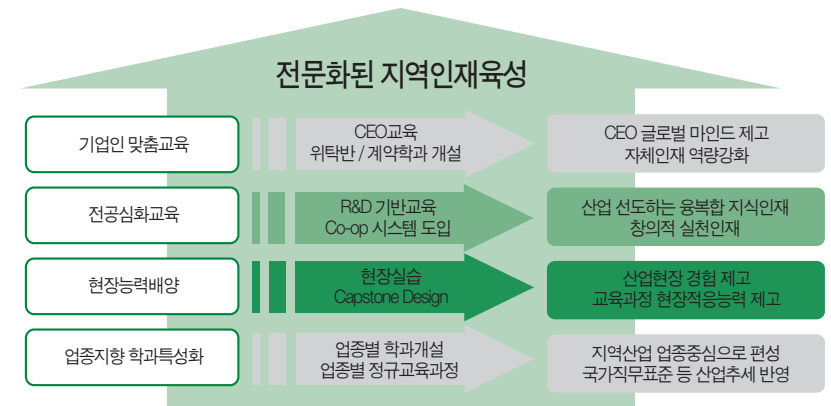 전문화된 지역인재육성
기업인 맞춤교육
CEO교육
위탁반 / 계약학과 개설
CEO 글로벌 마인드 제고
자체인재 역량강화
전공심화교육
R&D 기반교육
Co-op 시스템 도입
산업 선도하는 융복합 지식인재
창의적 실천인재
현장능력배양
현장실습
Capstone Design
산업현장 경험 제고
교육과정 현장적응능력 제고
업종지향 학과특성화
업종별 학과개설
업종별 정규교육과정
지역산업 업종중심으로 편성
국가직무표준 등 산업추세 반영